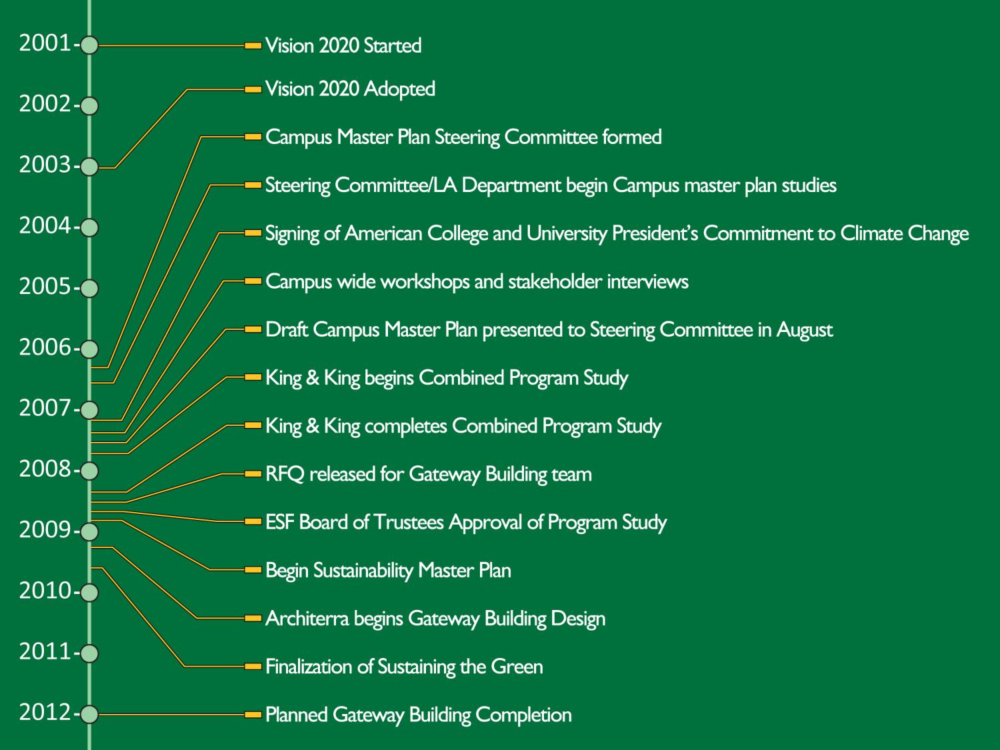 2001- Vision 2020 Started
Vision 2020 Adopted
2002-
Campus Master Plan Steering Committee formed
2003-
Steering Committee/LA Department begin Campus master plan studies
2004-
Signing of American College and University President's Commitment to Climate Change
2005-
Campus wide workshops and stakeholder interviews
Draft Campus Master Plan presented to Steering Committee in August
2006-
King & King begins Combined Program Study
2007-
King & King completes Combined Program Study
2008-
RFQ released for Gateway Building team
ESF Board of Trustees Approval of Program Study
2009-
Begin Sustainability Master Plan
2010-
Architerra begins Gateway Building Design
2011-
Finalization of Sustaining the Green
2012- Planned Gateway Building Completion